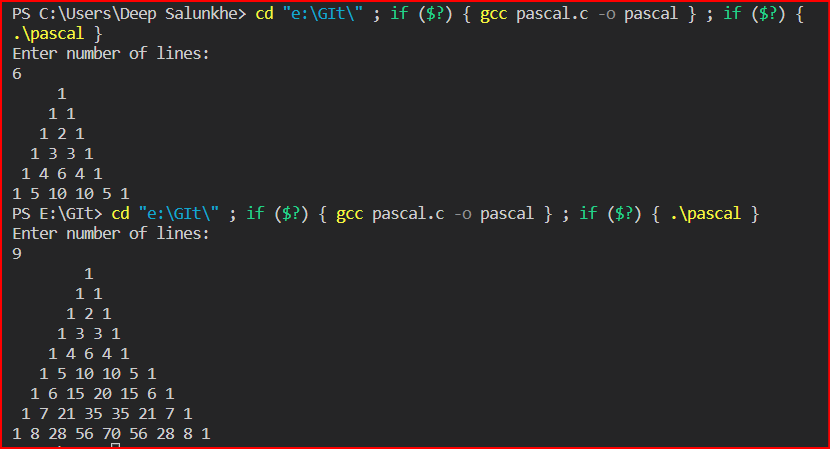 PS C:\Users\Deep Salunkhe> cd "e:\GIt\" ; if ($?) { gcc pascal.c -o pascal } ; if ($?) {
.\pascal }
Enter number of lines:
6
     1
    1 1
   1 2 1
  1 3 3 1
 1 4 6 4 1
1 5 10 10 5 1
PS E:\GIt> cd "e:\GIt\" ; if ($?) { gcc pascal.c -o pascal } ; if ($?) { .\pascal }
Enter number of lines:
9
        1
       1 1
      1 2 1
     1 3 3 1
    1 4 6 4 1
   1 5 10 10 5 1
  1 6 15 20 15 6 1
 1 7 21 35 35 21 7 1
1 8 28 56 70 56 28 8 1